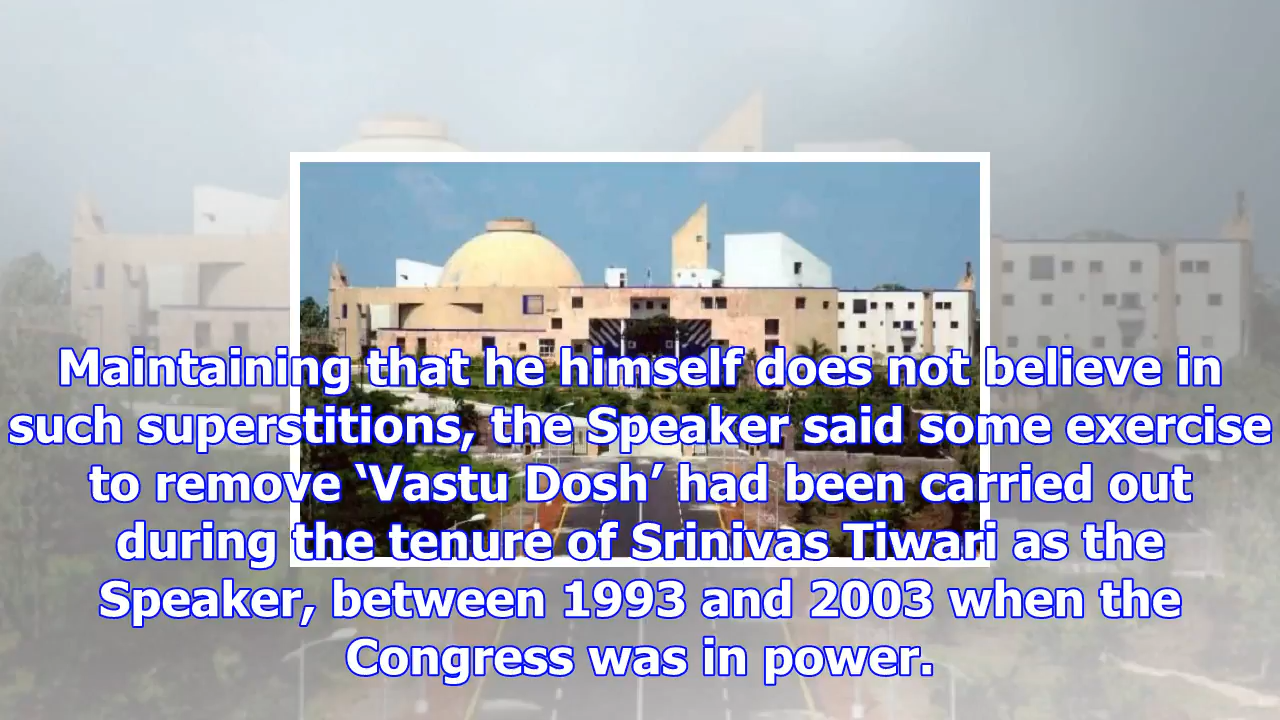 Maintaining that he himself does not believe in
such superstitions, the Speaker said some exercise
to remove ‘Vastu Dosh’ had been carried out
during the tenure of Srinivas Tiwari as the
Speaker, between 1993 and 2003 when the
Congress was in power.